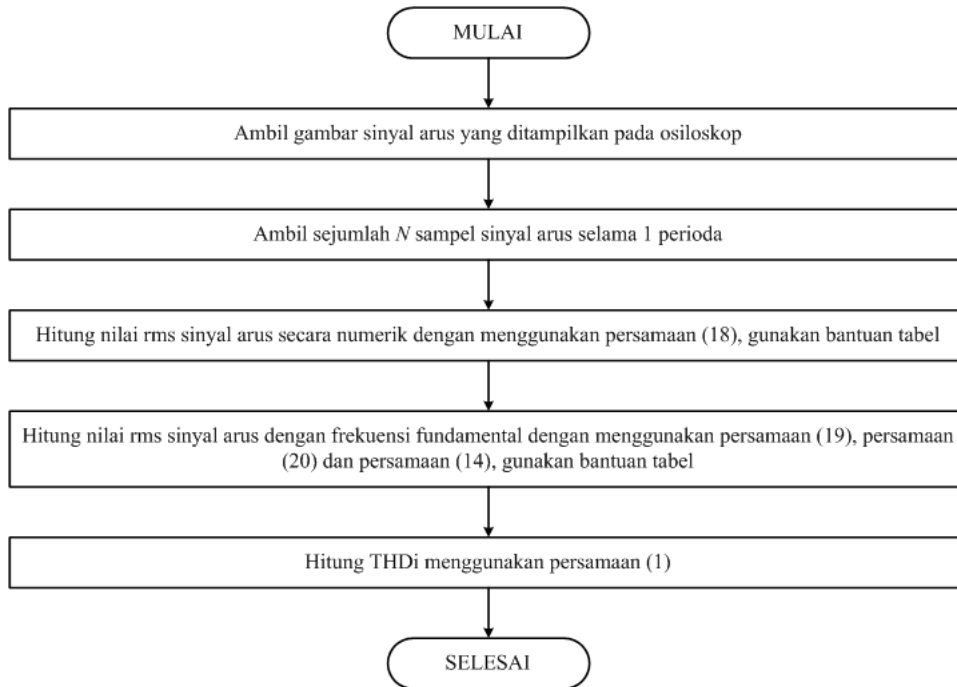 MULAI
Ambil gambar sinyal arus yang ditampilkan pada osiloskop
Ambil sejumlah N sampel sinyal arus selama 1 perioda
Hitung nilai rms sinyal arus secara numerik dengan menggunakan persamaan (18), gunakan bantuan tabel
Hitung nilai rms sinyal arus dengan frekuensi fundamental dengan menggunakan persamaan (19), persamaan
(20) dan persamaan (14), gunakan bantuan tabel
Hitung THDi menggunakan persamaan (1)
SELESAI